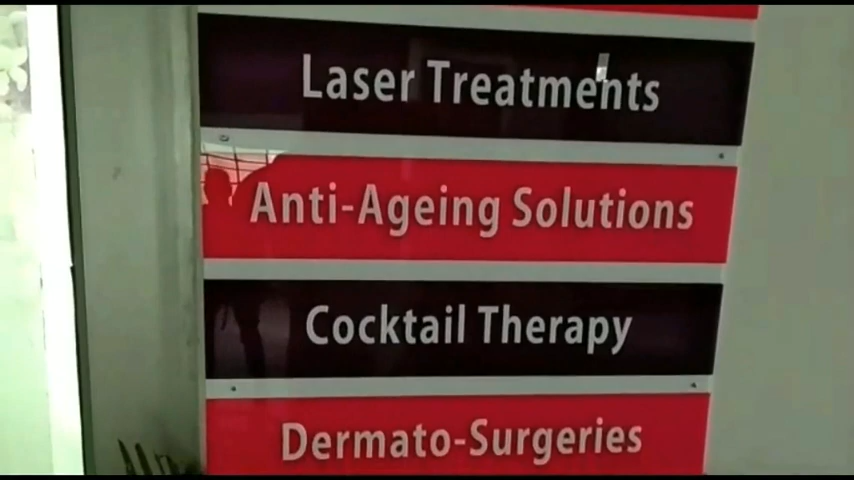 Laser Treatments
Anti-Ageing Solutions
Cocktail Therapy
Dermato-Surgeries